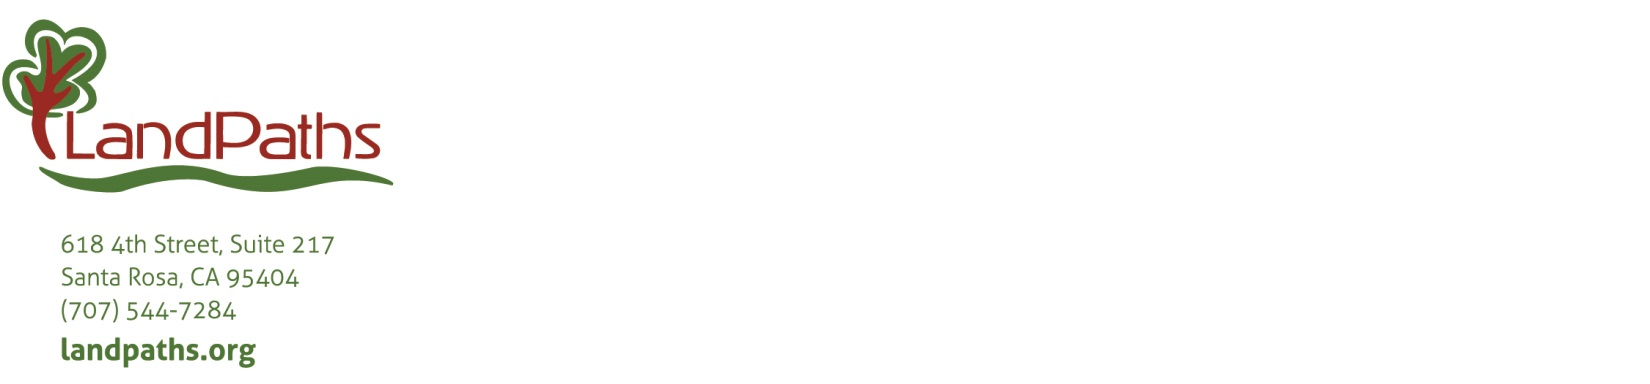 LandPaths
618 4th Street, Suite 217
Santa Rosa, CA 95404
(707) 544-7284
landpaths.org